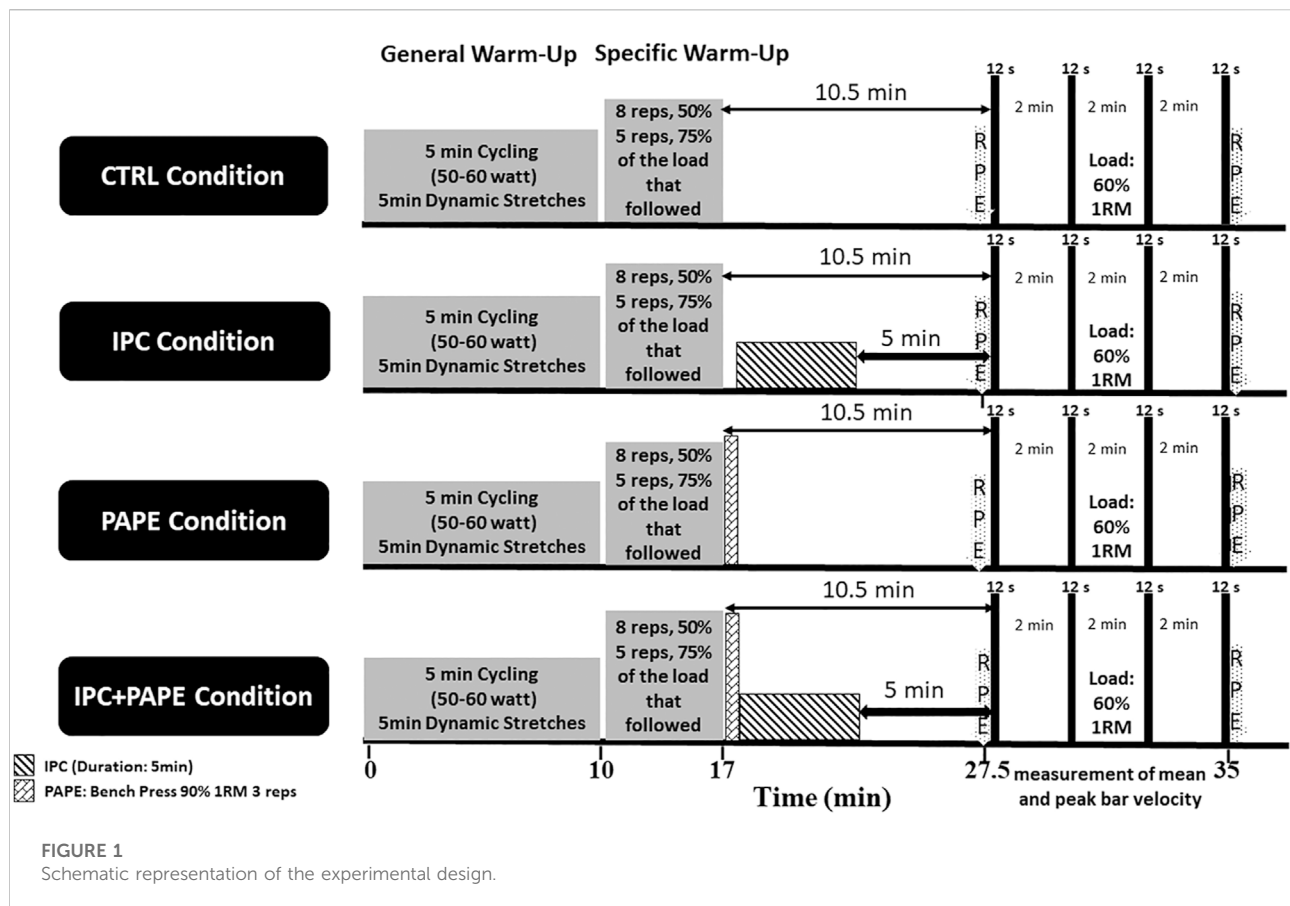 General Warm-Up Specific Warm-Up
CTRL Condition
5 min Cycling
(50-60 watt)
5min Dynamic Stretches
8 reps, 50%
5 reps, 75%
of the load
that
followed
10.5 min
RPE
12 s 12 s 12 s 12 s
2 min 2 min 2 min
Load:
60%
1RM
RPE
IPC Condition
5 min Cycling
(50-60 watt)
5min Dynamic Stretches
8 reps, 50%
5 reps, 75%
of the load
that
followed
10.5 min
5 min
RPE
12 s 12 s 12 s 12 s
2 min 2 min 2 min
Load:
60%
1RM
RPE
PAPE Condition
5 min Cycling
(50-60 watt)
5min Dynamic Stretches
8 reps, 50%
5 reps, 75%
of the load
that
followed
10.5 min
RPE
12 s 12 s 12 s 12 s
2 min 2 min 2 min
Load:
60%
1RM
RPE
IPC+PAPE Condition
5 min Cycling
(50-60 watt)
5min Dynamic Stretches
8 reps, 50%
5 reps, 75%
of the load
that
followed
10.5 min
5 min
RPE
12 s 12 s 12 s 12 s
2 min 2 min 2 min
Load:
60%
1RM
RPE
0 10 17 27.5 35
measurement of mean
and peak bar velocity
Time (min)
IPC (Duration: 5min)
PAPE: Bench Press 90% 1RM 3 reps
FIGURE 1
Schematic representation of the experimental design.